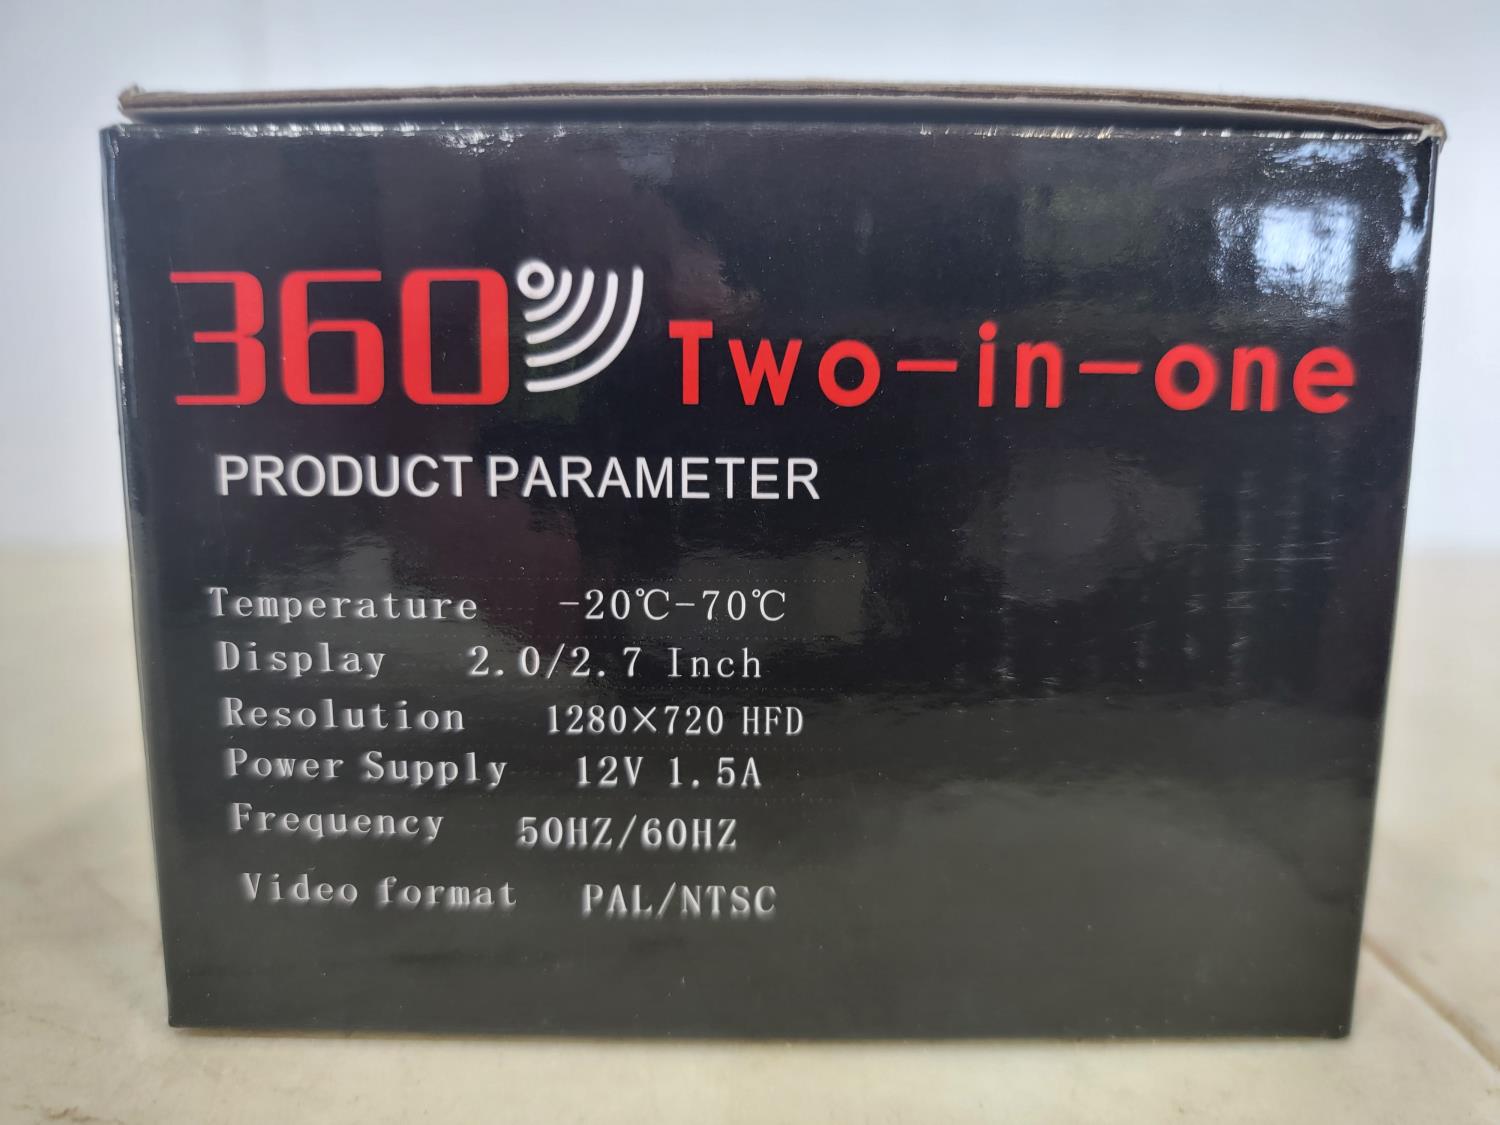 360 Two-in-one
PRODUCT PARAMETER
Temperature -20℃-70℃
Display 2.0/2.7 Inch
Resolution 1280×720 HFD
Power Supply 12V 1.5A
Frequency 50HZ/60HZ
Video format PAL/NTSC